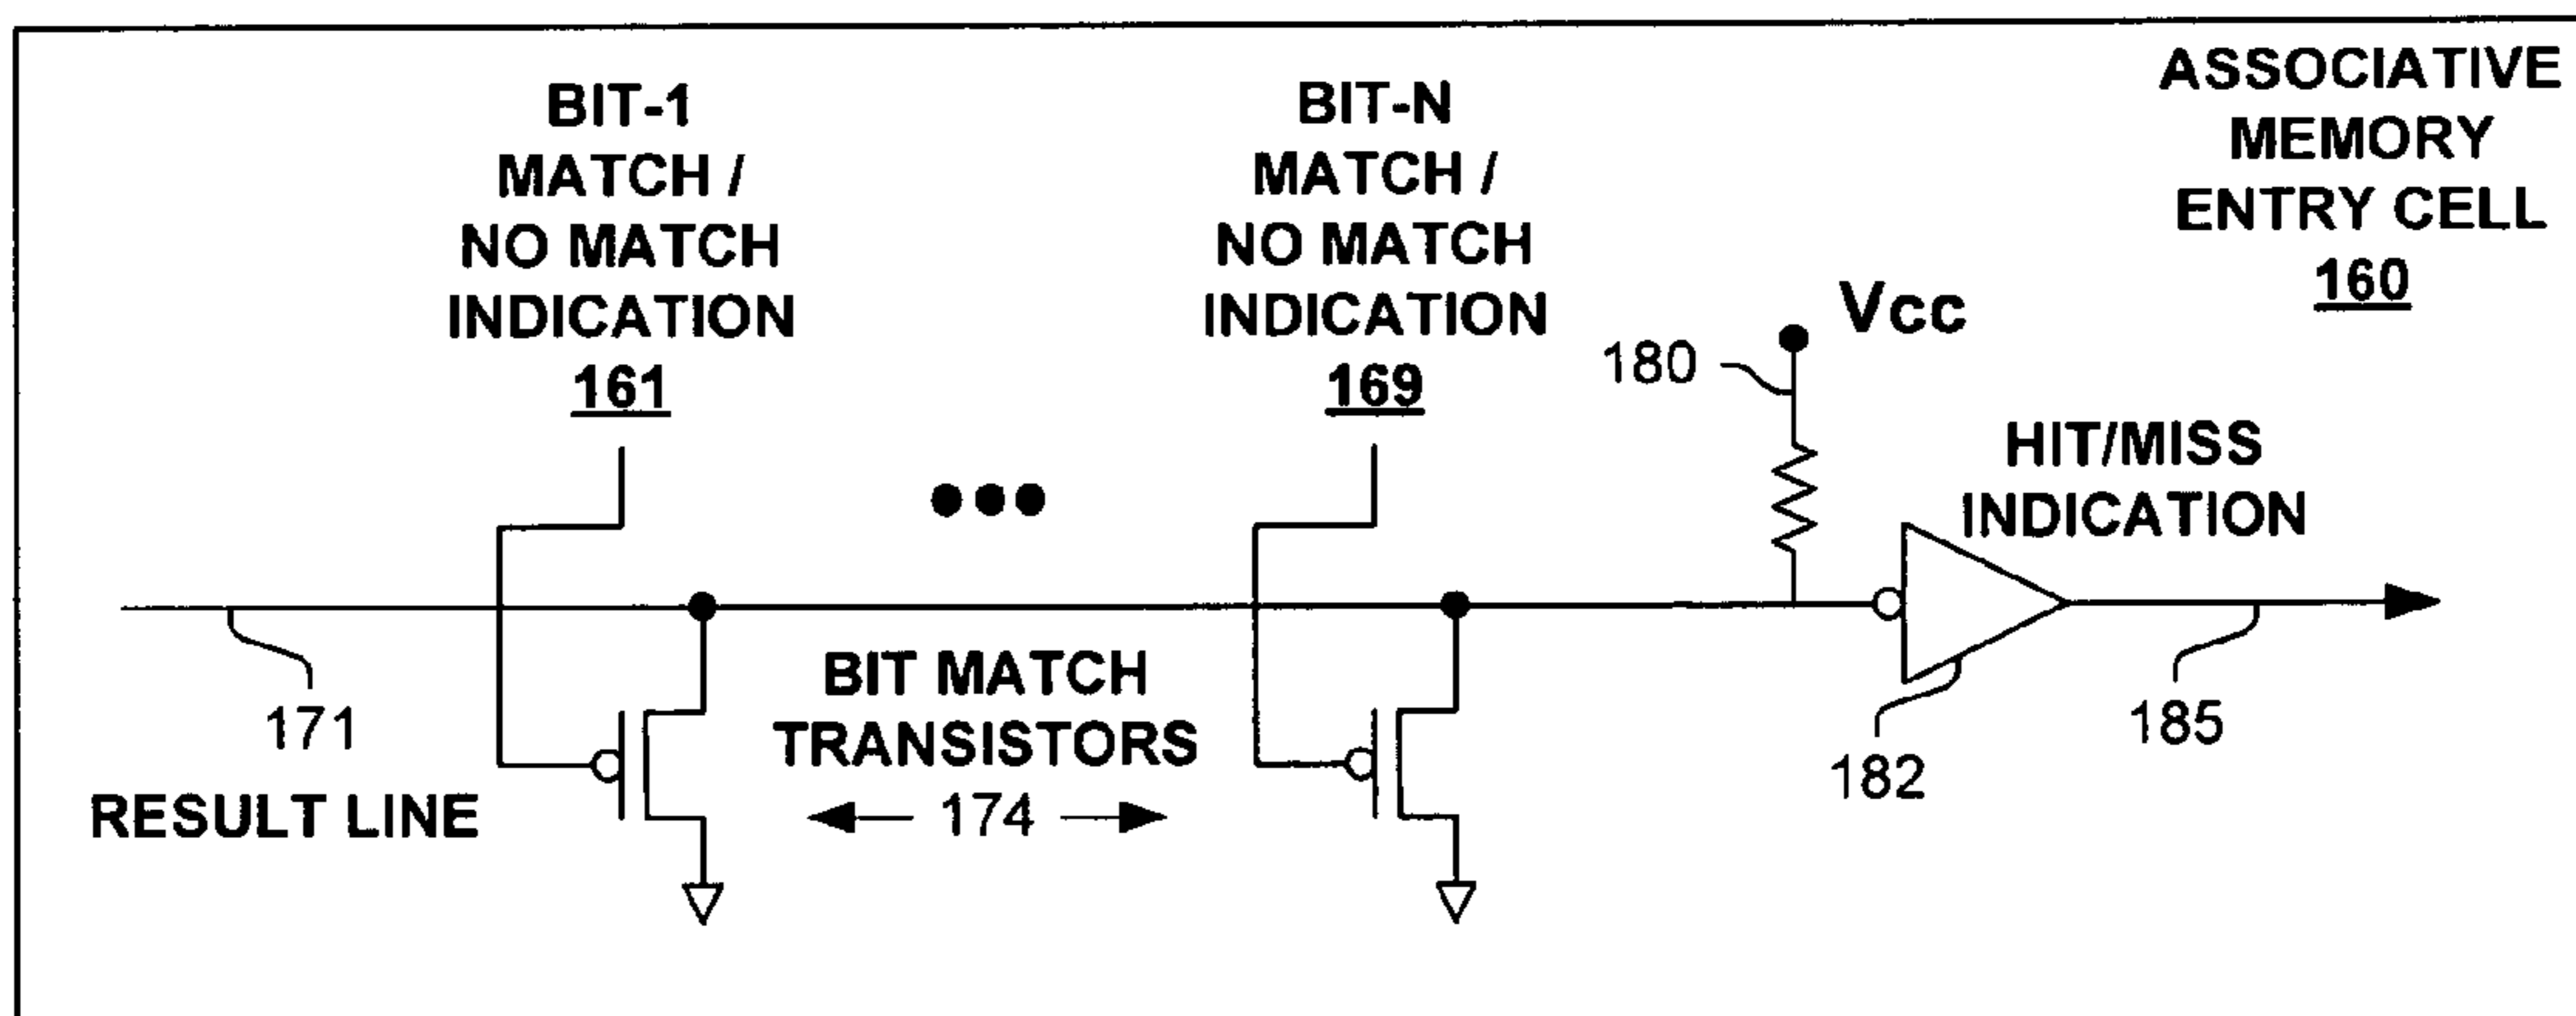 ASSOCIATIVE
MEMORY
ENTRY CELL
160
BIT-1
MATCH /
NO MATCH
INDICATION
161
BIT-N
MATCH /
NO MATCH
INDICATION
169
Vcc
180
HIT/MISS
INDICATION
171
RESULT LINE
BIT MATCH
TRANSISTORS
174
182
185